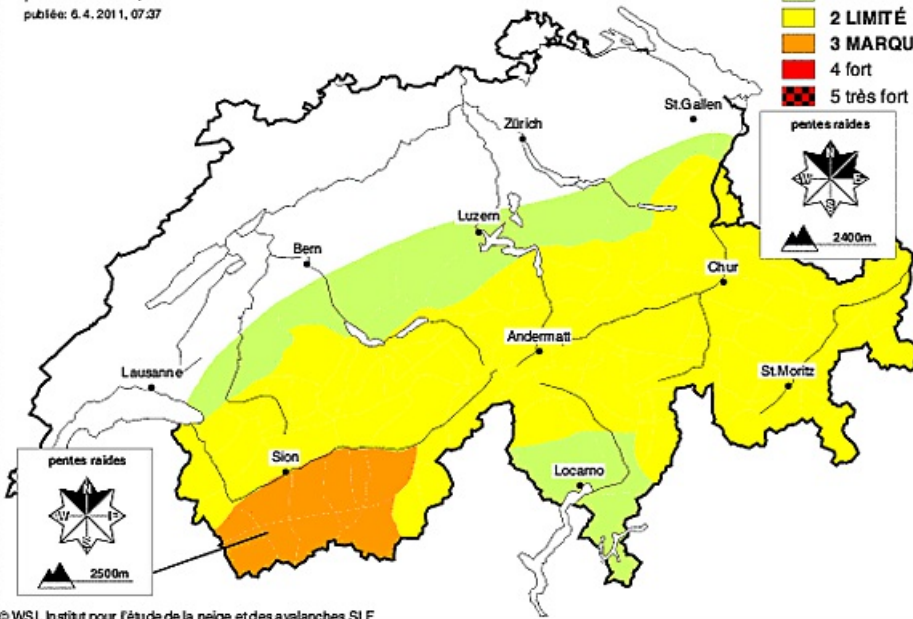 publiée: 6.4.2011, 07:37
2 LIMITÉ
3 MARQU
4 fort
5 très fort
St.Gallen
pentes raides
N
W E
S
2400m
Zürich
Luzern
Bern
Chur
Andermatt
Lausanne
St.Moritz
Sion
Locarno
pentes raides
N
W E
S
2500m
© WSL Institut pour l'étude de la neige et des avalanches SLF